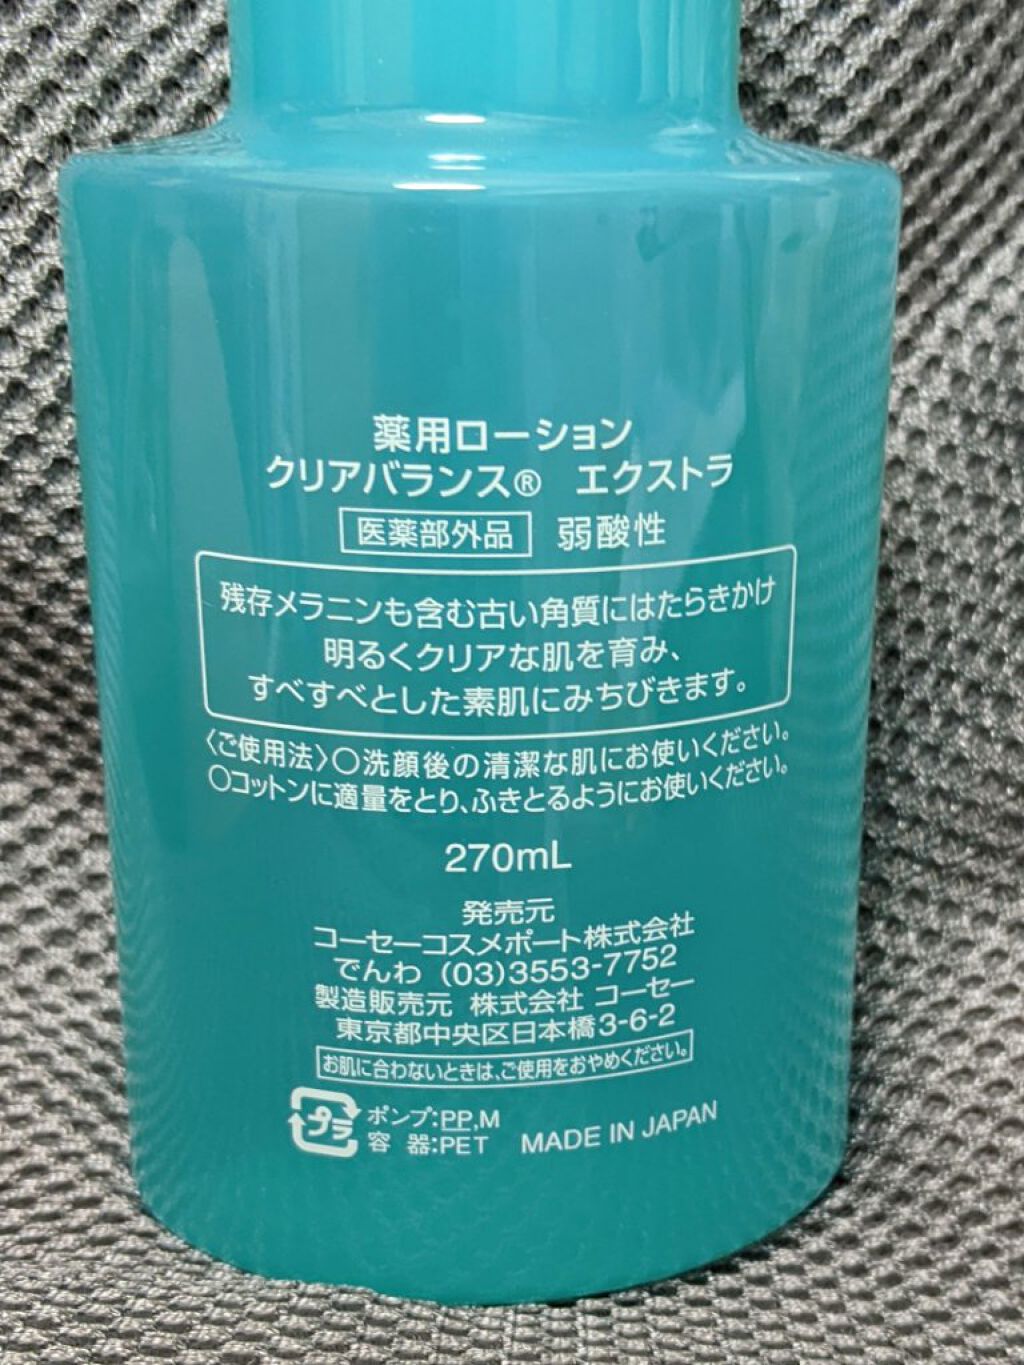 薬用ローション
クリアバランス® エクストラ
医薬部外品 弱酸性
残存メラニンも含む古い角質にはたらきかけ
明るくクリアな肌を育み、
すべすべとした素肌にみちびきます。
〈ご使用法〉〇洗顔後の清潔な肌にお使いください。
〇コットンに適量をとり、ふきとるようにお使いください。
270mL
発売元
コーセーコスメポート株式会社
でんわ (03)3553-7752
製造販売元 株式会社 コーセー
東京都中央区日本橋3-6-2
お肌に合わないときは、ご使用をおやめください。
プラ ポンプ:PP,M
容 器:PET MADE IN JAPAN